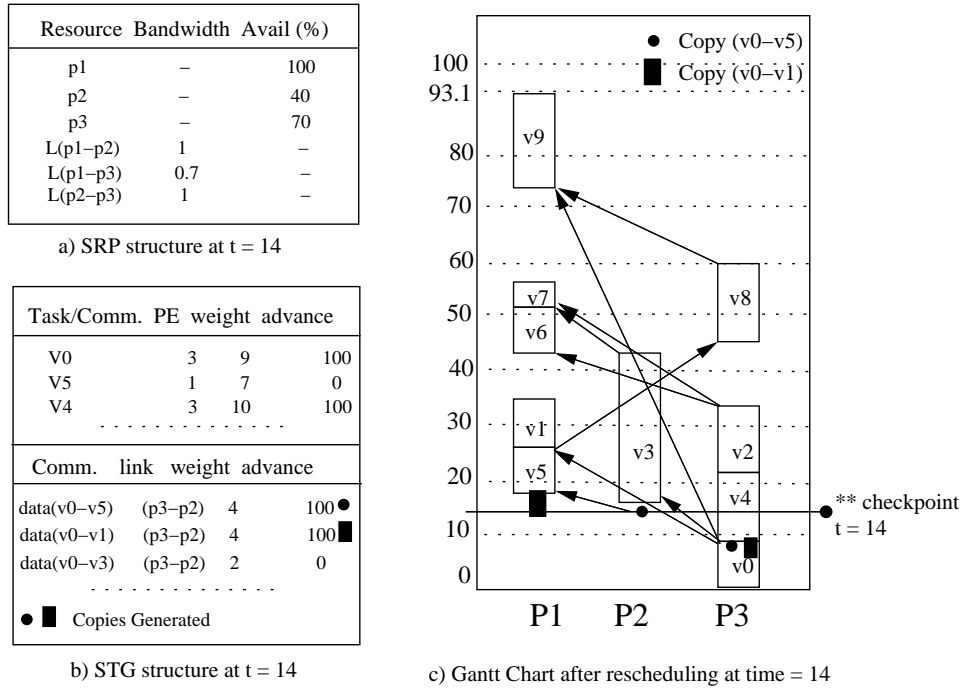 Resource Bandwidth Avail (%)
p1 – 100
p2 – 40
p3 – 70
L(p1–p2) 1 –
L(p1–p3) 0.7 –
L(p2–p3) 1 –
a) SRP structure at t = 14
Task/Comm. PE weight advance
V0 3 9 100
V5 1 7 0
V4 3 10 100
. . . . . . . . . . . . . . . .
Comm. link weight advance
data(v0–v5) (p3–p2) 4 100
data(v0–v1) (p3–p2) 4 100
data(v0–v3) (p3–p2) 2 0
. . . . . . . . . . . . . . . .
Copies Generated
b) STG structure at t = 14
Copy (v0–v5)
Copy (v0–v1)
100
93.1
80
70
60
50
40
30
20
10
0
v9
v8
v7
v6
v1
v5
v3
v2
v4
v0
** checkpoint
t = 14
P1 P2 P3
c) Gantt Chart after rescheduling at time = 14